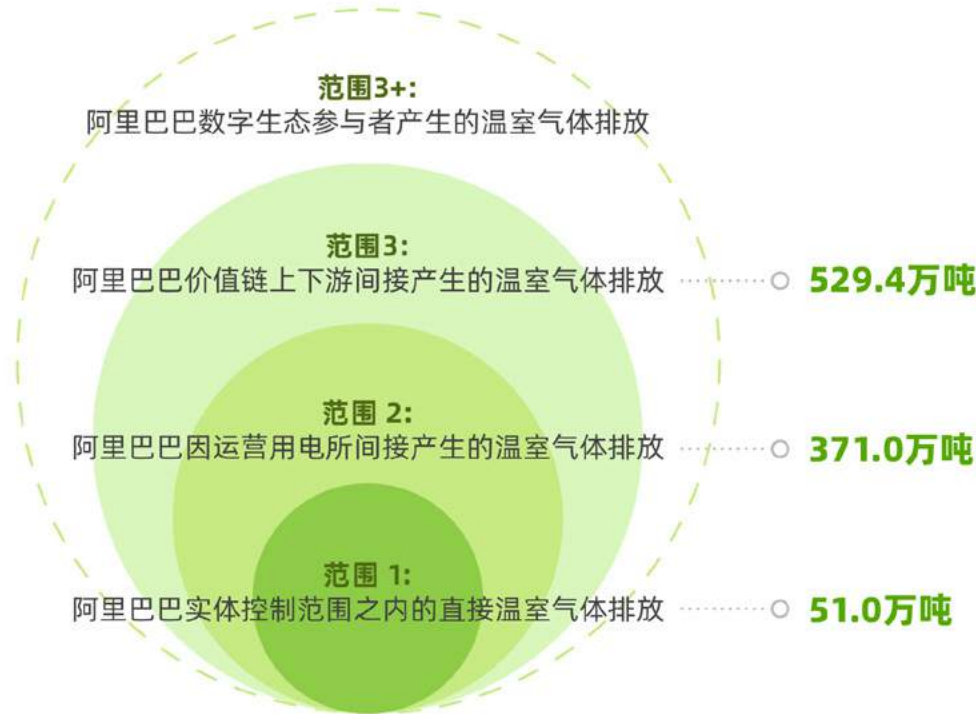 范围3+:
阿里巴巴数字生态参与者产生的温室气体排放
范围3:
阿里巴巴价值链上下游间接产生的温室气体排放
529.4万吨
范围 2:
阿里巴巴因运营用电所间接产生的温室气体排放
371.0万吨
范围 1:
阿里巴巴实体控制范围之内的直接温室气体排放
51.0万吨